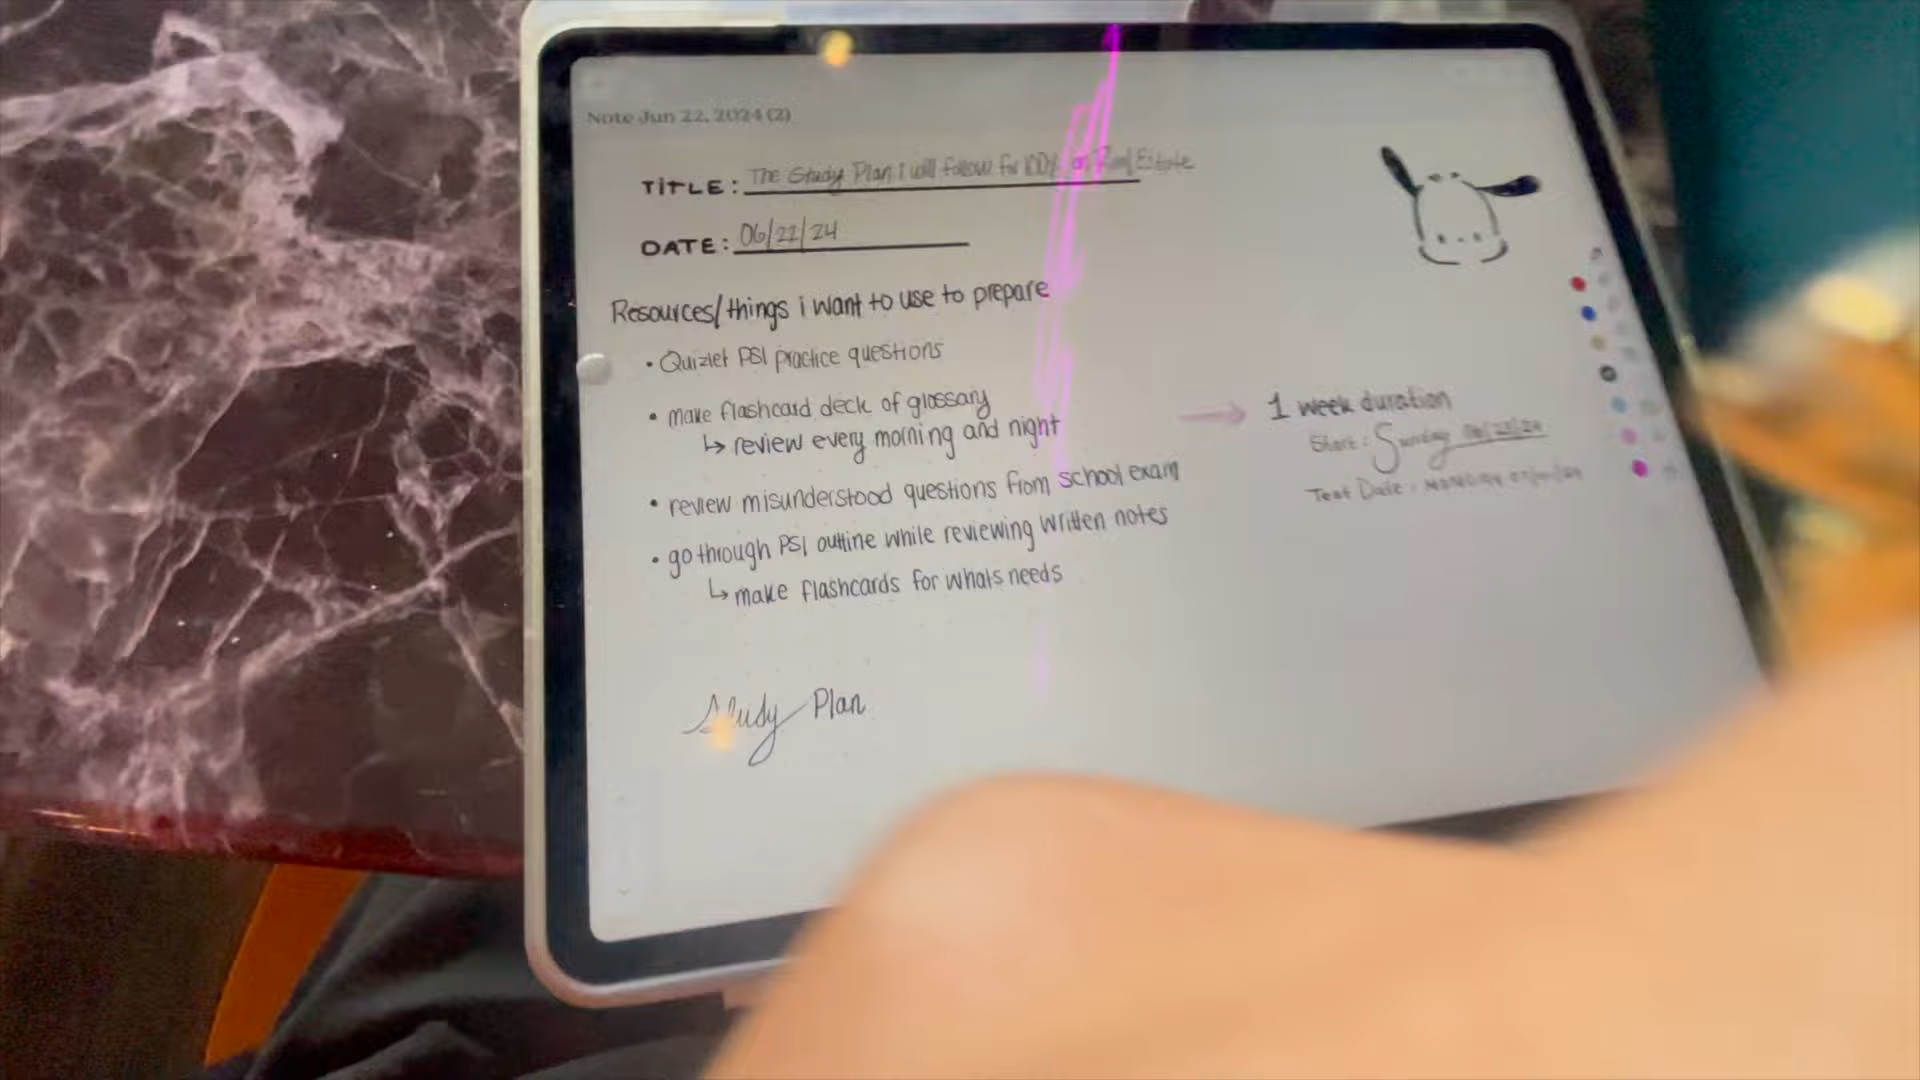 Note Jun 22, 2024 (2)
TITLE: The Study Plan I will follow for 100% on Real Estate
DATE: 06/22/24
Resources/things i want to use to prepare
• Quizlet PSI practice questions
• make flashcard deck of glossary
↳ review every morning and night
• review misunderstood questions from school exam
• go through PSI outline while reviewing written notes
↳ make flashcards for whats needs
→ 1 week duration
Start: Sunday
Test Date: MONDAY
Study Plan